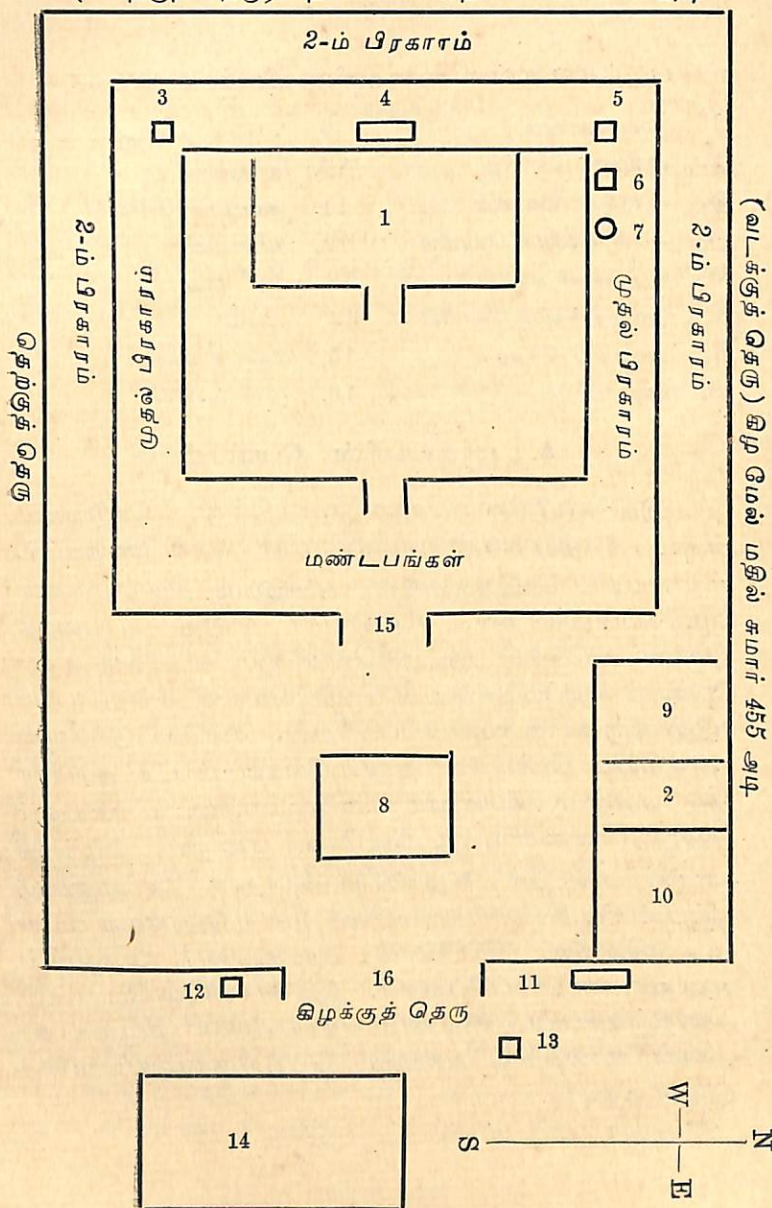 2-ம் பிரகாரம்
3
4
5
6
7
1
2-ம் பிரகாரம்
முதல் பிரகாரம்
முதல் பிரகாரம்
2-ம் பிரகாரம்
தெற்குத் தெரு
(வடக்குத் தெரு) கிழ மேல் மதில் சுமார் 455 அடி
மண்டபங்கள்
15
9
2
8
10
12
16
11
கிழக்குத் தெரு
13
14
W
S
N
E